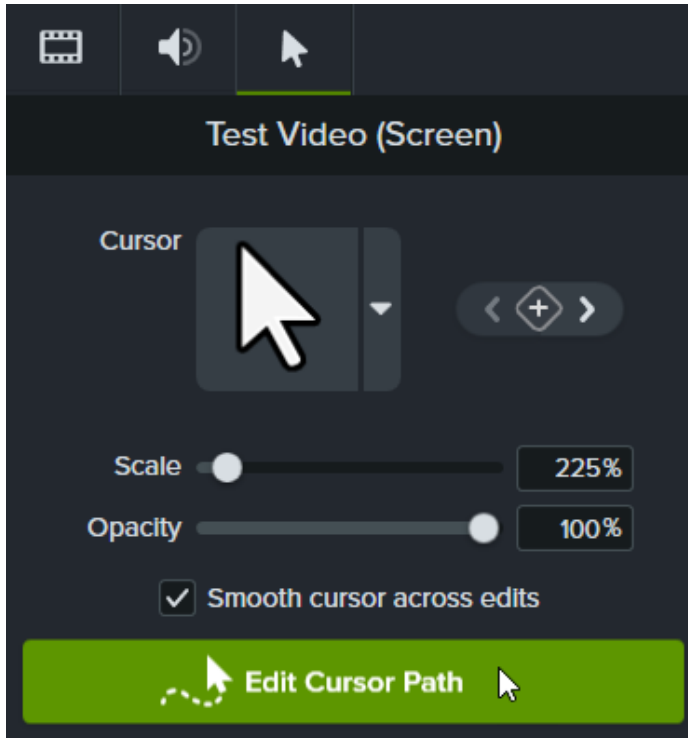 Test Video (Screen)
Cursor
Scale 225%
Opacity 100%
Smooth cursor across edits
Edit Cursor Path